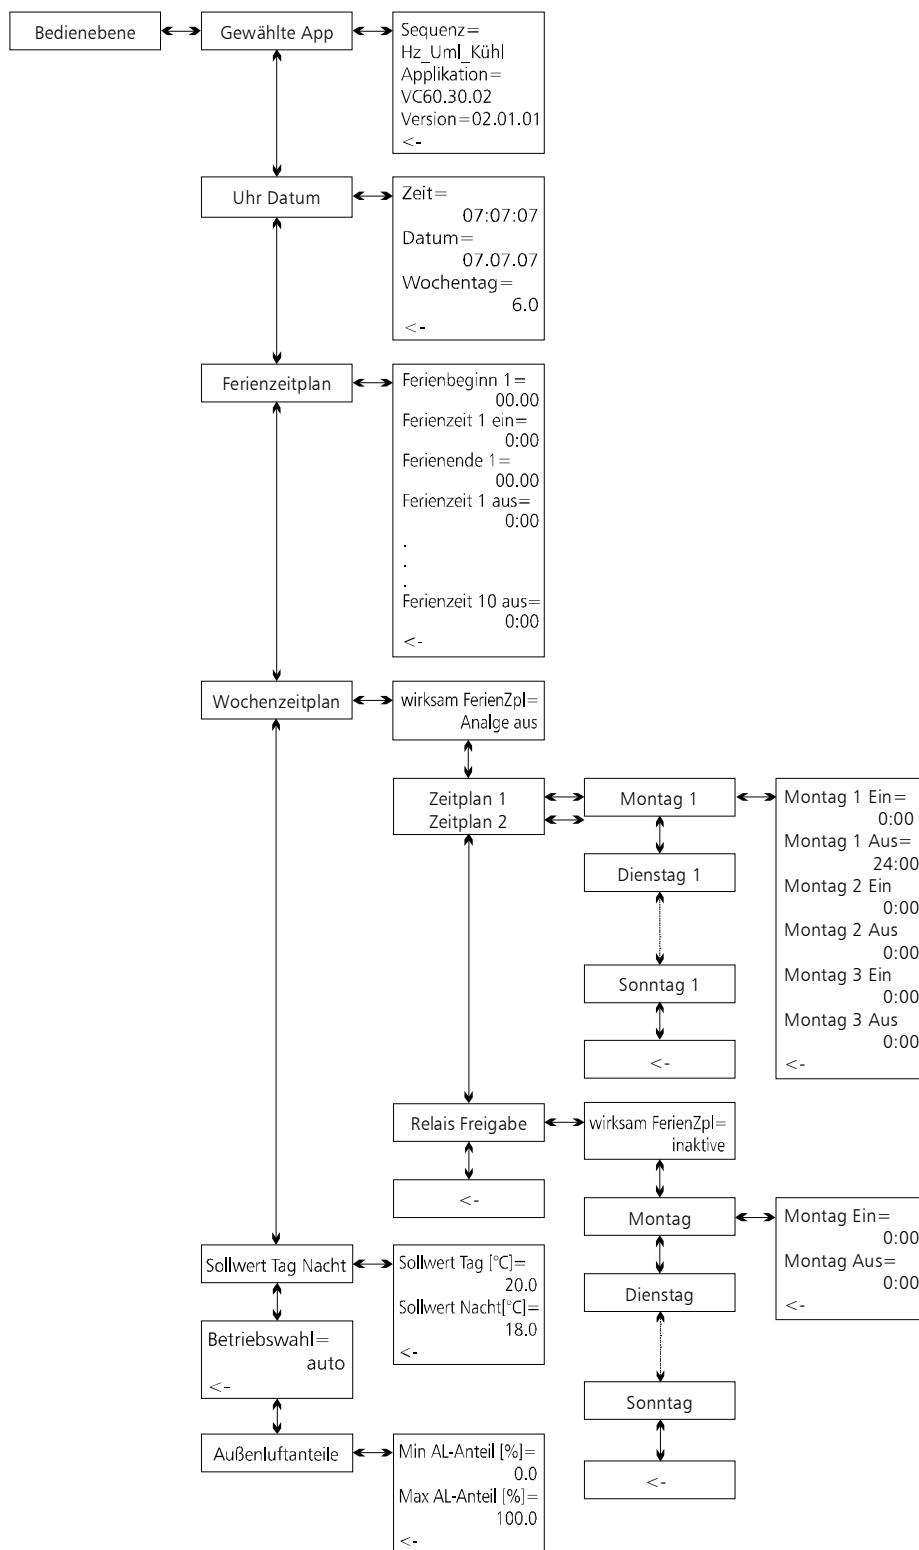 Bedienebene
Gewählte App
Sequenz=
Hz_Uml_Kühl
Applikation=
VC60.30.02
Version=02.01.01
<-
Uhr Datum
Zeit=
07:07:07
Datum=
07.07.07
Wochentag=
6.0
<-
Ferienzeitplan
Ferienbeginn 1=
00.00
Ferienzeit 1 ein=
0:00
Ferienende 1=
00.00
Ferienzeit 1 aus=
0:00
.
.
.
Ferienzeit 10 aus=
0:00
<-
Wochenzeitplan
wirksam FerienZpl=
Analge aus
Zeitplan 1
Zeitplan 2
Montag 1
Montag 1 Ein=
0:00
Montag 1 Aus=
24:00
Montag 2 Ein
0:00
Montag 2 Aus
0:00
Montag 3 Ein
0:00
Montag 3 Aus
0:00
<-
Dienstag 1
Sonntag 1
<-
Relais Freigabe
wirksam FerienZpl=
inaktive
<-
Montag
Montag Ein=
0:00
Montag Aus=
0:00
<-
Dienstag
Sonntag
<-
Sollwert Tag Nacht
Sollwert Tag [°C]=
20.0
Sollwert Nacht[°C]=
18.0
<-
Betriebswahl=
auto
<-
Außenluftanteile
Min AL-Anteil [%]=
0.0
Max AL-Anteil [%]=
100.0
<-